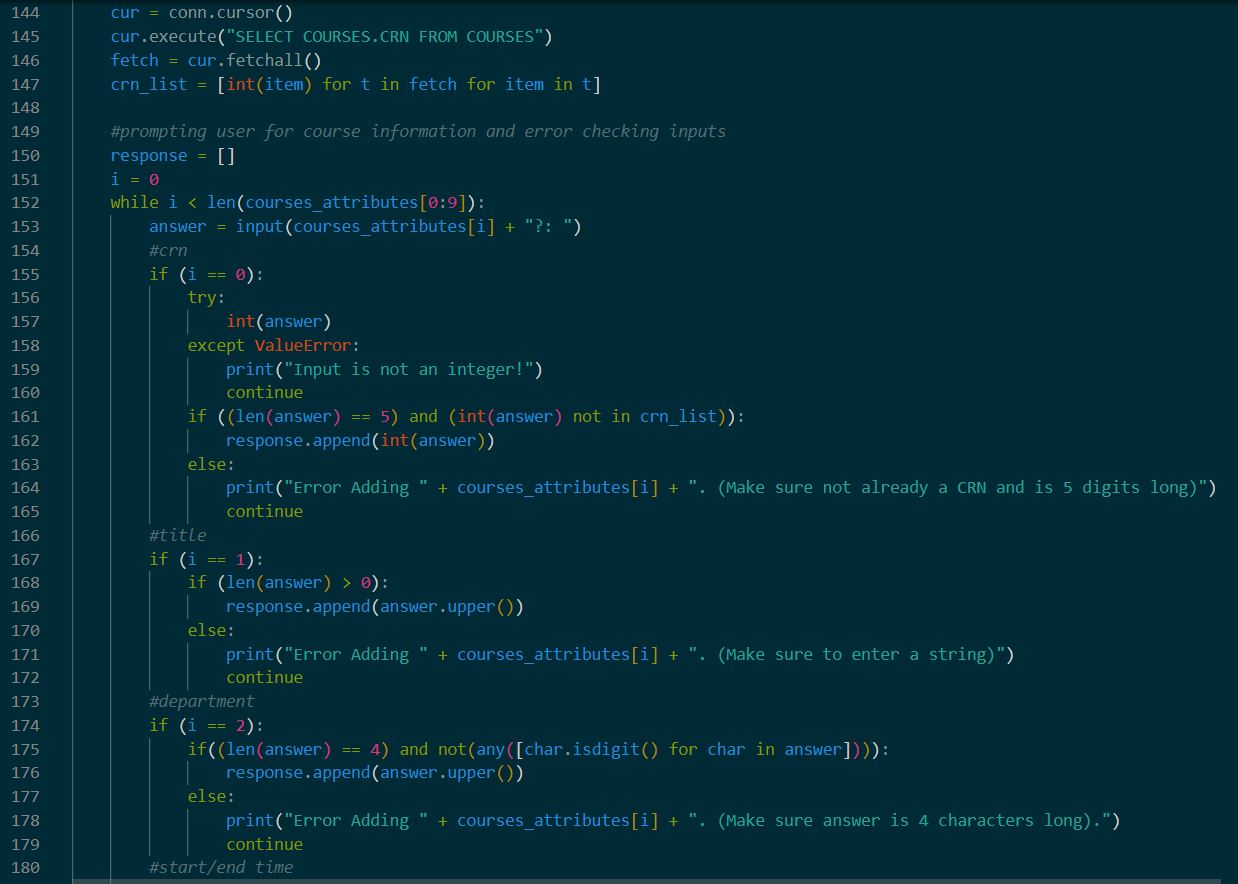 144 cur = conn.cursor()
145 cur.execute("SELECT COURSES.CRN FROM COURSES")
146 fetch = cur.fetchall()
147 crn_list = [int(item) for t in fetch for item in t]
148
149 #prompting user for course information and error checking inputs
150 response = []
151 i = 0
152 while i < len(courses_attributes[0:9]):
153 answer = input(courses_attributes[i] + "?: ")
154 #crn
155 if (i == 0):
156 try:
157 int(answer)
158 except ValueError:
159 print("Input is not an integer!")
160 continue
161 if ((len(answer) == 5) and (int(answer) not in crn_list)):
162 response.append(int(answer))
163 else:
164 print("Error Adding " + courses_attributes[i] + ". (Make sure not already a CRN and is 5 digits long)")
165 continue
166 #title
167 if (i == 1):
168 if (len(answer) > 0):
169 response.append(answer.upper())
170 else:
171 print("Error Adding " + courses_attributes[i] + ". (Make sure to enter a string)")
172 continue
173 #department
174 if (i == 2):
175 if((len(answer) == 4) and not(any([char.isdigit() for char in answer]))):
176 response.append(answer.upper())
177 else:
178 print("Error Adding " + courses_attributes[i] + ". (Make sure answer is 4 characters long).")
179 continue
180 #start/end time